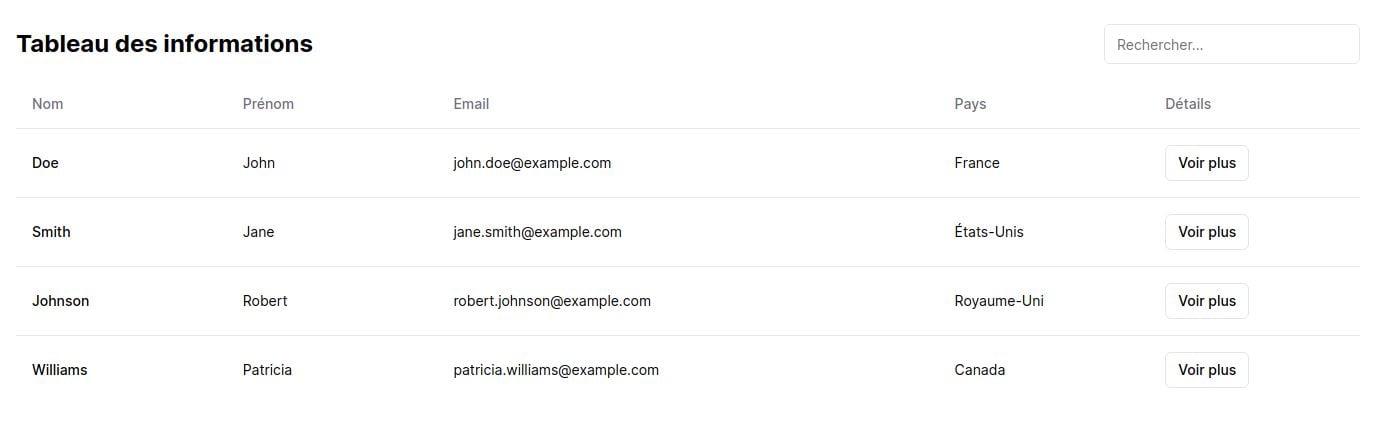 Tableau des informations
Rechercher...
Nom Prénom Email Pays Détails
Doe John john.doe@example.com France Voir plus
Smith Jane jane.smith@example.com États-Unis Voir plus
Johnson Robert robert.johnson@example.com Royaume-Uni Voir plus
Williams Patricia patricia.williams@example.com Canada Voir plus